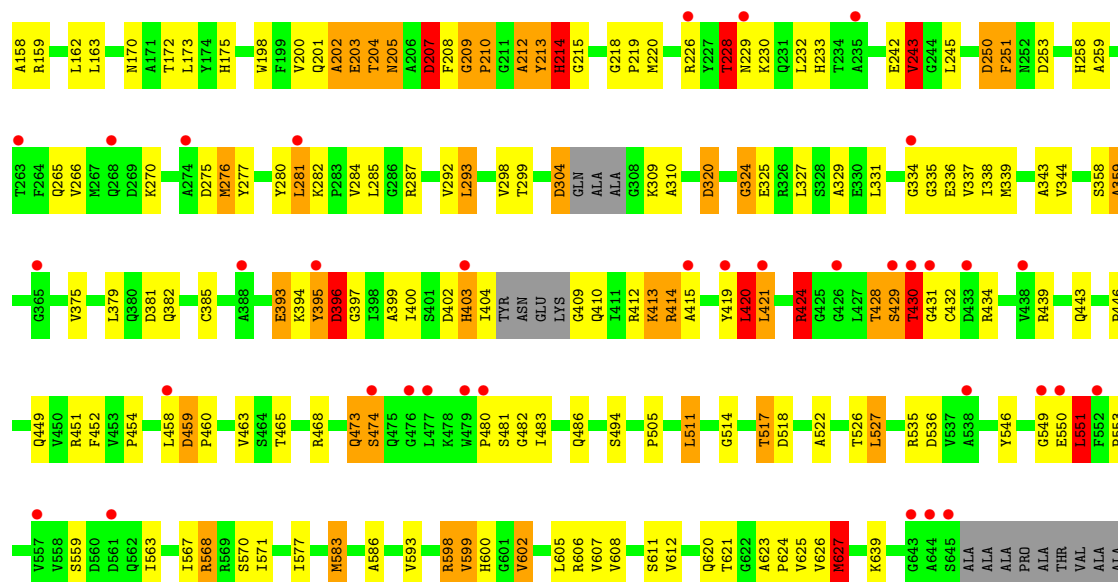 A158 R159 L162 L163 N170 A171 T172 L173 Y174 H175 W198 F199 V200 Q201 A202 E203 T204 N205 A206 D207 F208 G209 P210 G211 A212 Y213 H214 G215 G218 P219 M220 R226 Y227 T228 N229 K230 Q231 L232 H233 T234 A235 E242 V243 G244 L245 D250 F251 N252 D253 H258 A259
T263 F264 Q265 V266 M267 Q268 D269 K270 A274 D275 M276 Y277 Y280 L281 K282 P283 V284 L285 G286 R287 V292 L293 V298 T299 D304 GLN ALA ALA G308 K309 A310 D320 G324 E325 R326 L327 S328 A329 E330 L331 G334 G335 E336 V337 I338 M339 A343 V344 S358 A359
G365 V375 L379 Q380 D381 Q382 C385 A388 E393 K394 Y395 D396 G397 I398 A399 I400 S401 D402 H403 I404 TYR ASN GLU LYS G409 Q410 I411 R412 K413 R414 A415 Y419 L420 L421 R424 G425 G426 L427 T428 S429 T430 G431 C432 D433 R434 V438 R439 Q443
Q449 V450 R451 F452 V453 P454 L458 D459 P460 V463 S464 T465 R468 Q473 S474 Q475 G476 L477 K478 W479 P480 S481 G482 I483 Q486 S494 P505 L511 G514 T517 D518 A522 T526 L527 R535 D536 V537 A538 Y546 G549 E550 L551 F552
V557 V558 S559 D560 D561 Q562 I563 I567 R568 R569 S570 I571 I577 M583 A586 V593 R598 V599 H600 G601 V602 L605 R606 V607 V608 S611 V612 Q620 T621 G622 A623 P624 V625 V626 M627 K639 G643 A644 S645 ALA ALA ALA PRO ALA THR VAL ALA